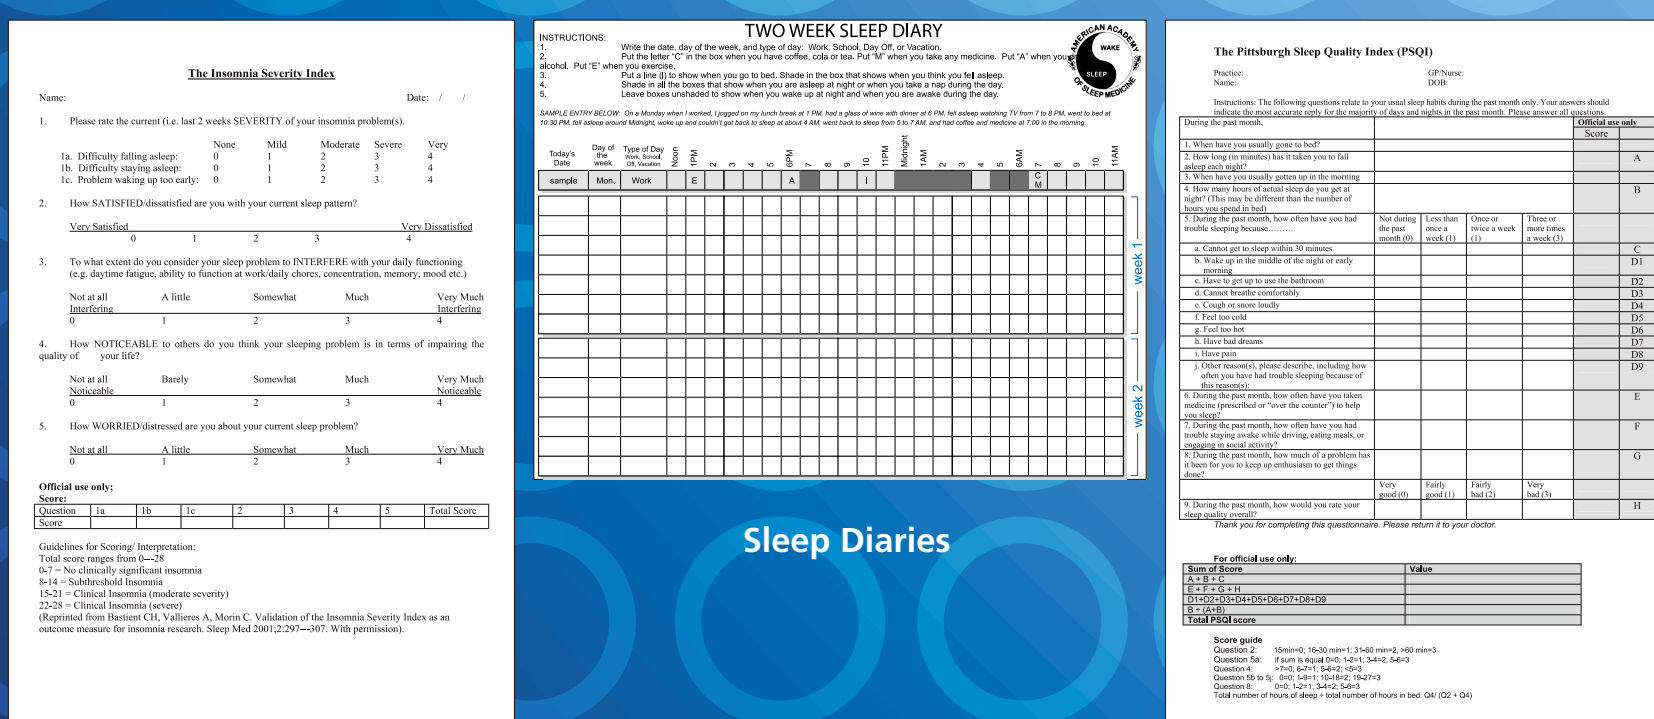 The Insomnia Severity Index
Name: Date: / /
1. Please rate the current (i.e. last 2 weeks SEVERITY of your insomnia problem(s).
None Mild Moderate Severe Very
1a. Difficulty falling asleep: 0 1 2 3 4
1b. Difficulty staying asleep: 0 1 2 3 4
1c. Problem waking up too early: 0 1 2 3 4
2. How SATISFIED/dissatisfied are you with your current sleep pattern?
Very Satisfied Very Dissatisfied
0 1 2 3 4
3. To what extent do you consider your sleep problem to INTERFERE with your daily functioning
(e.g. daytime fatigue, ability to function at work/daily chores, concentration, memory, mood etc.)
Not at all A little Somewhat Much Very Much
Interfering Interfering
0 1 2 3 4
4. How NOTICEABLE to others do you think your sleeping problem is in terms of impairing the
quality of your life?
Not at all Barely Somewhat Much Very Much
Noticeable Noticeable
0 1 2 3 4
5. How WORRIED/distressed are you about your current sleep problem?
Not at all A little Somewhat Much Very Much
0 1 2 3 4
Official use only;
Score:
Question 1a 1b 1c 2 3 4 5 Total Score
Score
Guidelines for Scoring/ Interpretation:
Total score ranges from 0---28
0-7 = No clinically significant insomnia
8-14 = Subthreshold Insomnia
15-21 = Clinical Insomnia (moderate severity)
22-28 = Clinical Insomnia (severe)
(Reprinted from Bastient CH, Vallieres A, Morin C. Validation of the Insomnia Severity Index as an
outcome measure for insomnia research. Sleep Med 2001;2:297---307. With permission).
TWO WEEK SLEEP DIARY
INSTRUCTIONS:
1. Write the date, day of the week, and type of day: Work, School, Day Off, or Vacation.
2. Put the letter "C" in the box when you have coffee, cola or tea. Put "M" when you take any medicine. Put "A" when you
alcohol. Put "E" when you exercise.
3. Put a line (I) to show when you go to bed. Shade in the box that shows when you think you fell asleep.
4. Shade in all the boxes that show when you are asleep at night or when you take a nap during the day.
5. Leave boxes unshaded to show when you wake up at night and when you are awake during the day.
AMERICAN ACADEMY
OF SLEEP MEDICINE
WAKE
SLEEP
SAMPLE ENTRY BELOW: On a Monday when I worked, I jogged on my lunch break at 1 PM, had a glass of wine with dinner at 6 PM, fell asleep watching TV from 7 to 8 PM, went to bed at
10:30 PM, fell asleep around Midnight, woke up and couldn't got back to sleep at about 4 AM, went back to sleep from 5 to 7 AM, and had coffee and medicine at 7:00 in the morning.
Today's Date Day of the week Type of Day Work, School, Off, Vacation Noon 1PM 2 3 4 5 6PM 7 8 9 10 11PM Midnight 1AM 2 3 4 5 6AM 7 8 9 10 11AM
sample Mon. Work E A I C M
week 1
week 2
Sleep Diaries
The Pittsburgh Sleep Quality Index (PSQI)
Practice: GP/Nurse:
Name: DOB:
Instructions: The following questions relate to your usual sleep habits during the past month only. Your answers should
indicate the most accurate reply for the majority of days and nights in the past month. Please answer all questions.
During the past month, Official use only
Score
1. When have you usually gone to bed?
2. How long (in minutes) has it taken you to fall A
asleep each night?
3. When have you usually gotten up in the morning
4. How many hours of actual sleep do you get at B
night? (This may be different than the number of
hours you spend in bed)
5. During the past month, how often have you had Not during Less than Once or Three or
trouble sleeping because......... the past once a twice a week more times
month (0) week (1) (1) a week (3)
a. Cannot get to sleep within 30 minutes C
b. Wake up in the middle of the night or early D1
morning
c. Have to get up to use the bathroom D2
d. Cannot breathe comfortably D3
e. Cough or snore loudly D4
f. Feel too cold D5
g. Feel too hot D6
h. Have bad dreams D7
i. Have pain D8
j. Other reason(s), please describe, including how D9
often you have had trouble sleeping because of
this reason(s):
6. During the past month, how often have you taken E
medicine (prescribed or "over the counter") to help
you sleep?
7. During the past month, how often have you had F
trouble staying awake while driving, eating meals, or
engaging in social activity?
8. During the past month, how much of a problem has G
it been for you to keep up enthusiasm to get things
done?
Very Fairly Fairly Very
good (0) good (1) bad (2) bad (3)
9. During the past month, how would you rate your H
sleep quality overall?
Thank you for completing this questionnaire. Please return it to your doctor.
For official use only:
Sum of Score Value
A + B + C
E + F + G + H
D1+D2+D3+D4+D5+D6+D7+D8+D9
B ÷ (A+B)
Total PSQI score
Score guide
Question 2: 15min=0; 16-30 min=1; 31-60 min=2, >60 min=3
Question 5a: if sum is equal 0=0; 1-2=1; 3-4=2; 5-6=3
Question 4: >7=0; 6-7=1; 5-6=2; <5=3
Question 5b to 5j: 0=0; 1-9=1; 10-18=2; 19-27=3
Question 8: 0=0; 1-2=1; 3-4=2; 5-6=3
Total number of hours of sleep ÷ total number of hours in bed: Q4/ (Q2 + Q4)